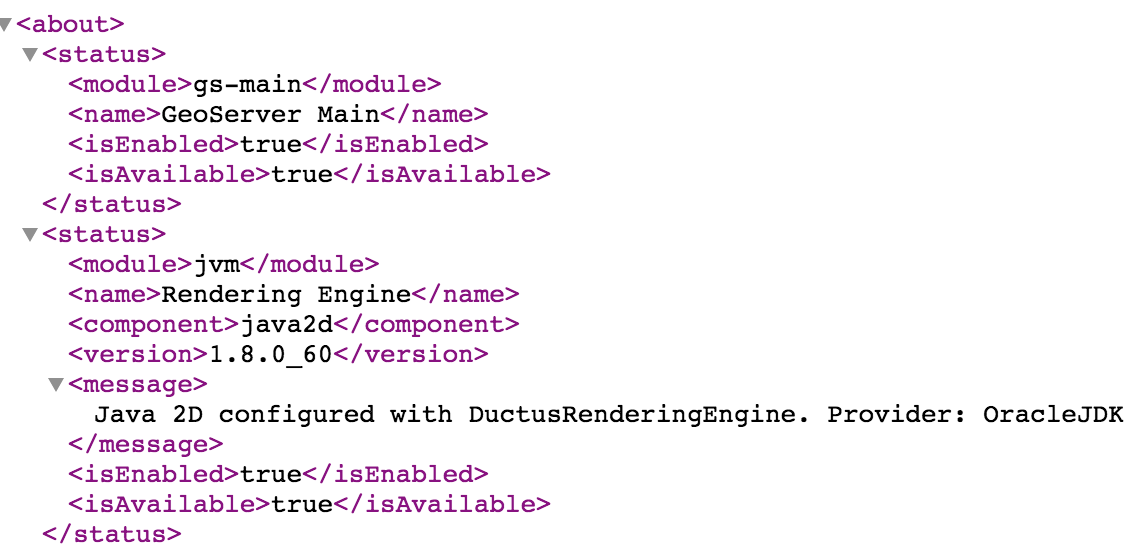 <about>
<status>
<module>gs-main</module>
<name>GeoServer Main</name>
<isEnabled>true</isEnabled>
<isAvailable>true</isAvailable>
</status>
<status>
<module>jvm</module>
<name>Rendering Engine</name>
<component>java2d</component>
<version>1.8.0_60</version>
<message>
Java 2D configured with DuctusRenderingEngine. Provider: OracleJDK
</message>
<isEnabled>true</isEnabled>
<isAvailable>true</isAvailable>
</status>